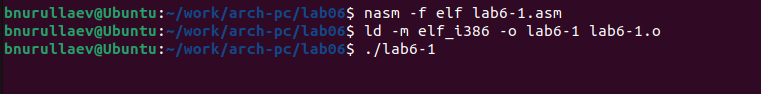 bnurullaev@Ubuntu:~/work/arch-pc/lab06$ nasm -f elf lab6-1.asm
bnurullaev@Ubuntu:~/work/arch-pc/lab06$ ld -m elf_i386 -o lab6-1 lab6-1.o
bnurullaev@Ubuntu:~/work/arch-pc/lab06$ ./lab6-1